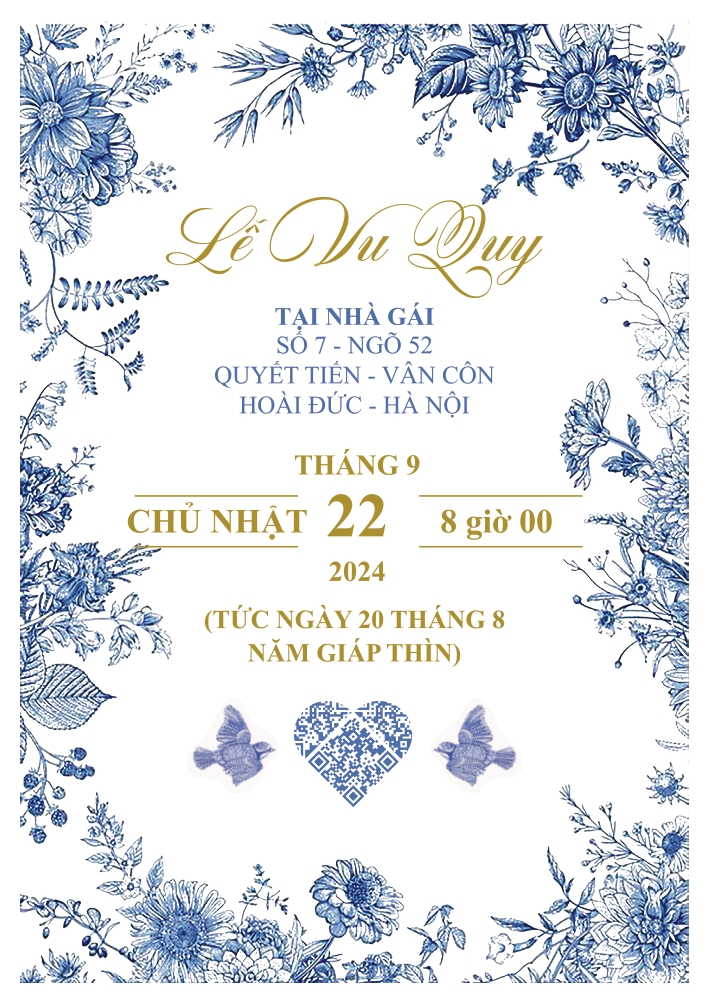 Lễ Vu Quy
TẠI NHÀ GÁI
SỐ 7 - NGÕ 52
QUYẾT TIẾN - VÂN CÔN
HOÀI ĐỨC - HÀ NỘI
THÁNG 9
CHỦ NHẬT 22 8 giờ 00
2024
(TỨC NGÀY 20 THÁNG 8
NĂM GIÁP THÌN)